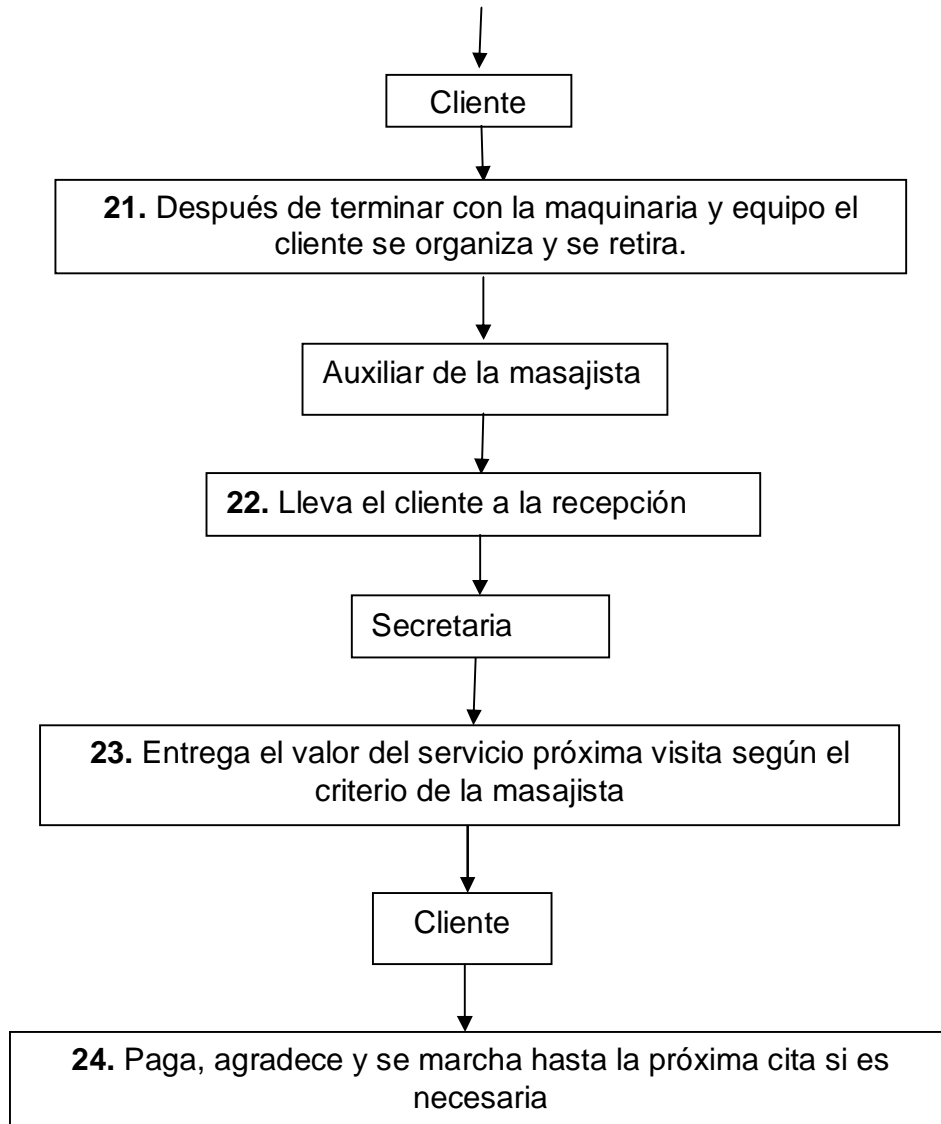 Cliente
21. Después de terminar con la maquinaria y equipo el
cliente se organiza y se retira.
Auxiliar de la masajista
22. Lleva el cliente a la recepción
Secretaria
23. Entrega el valor del servicio próxima visita según el
criterio de la masajista
Cliente
24. Paga, agradece y se marcha hasta la próxima cita si es
necesaria